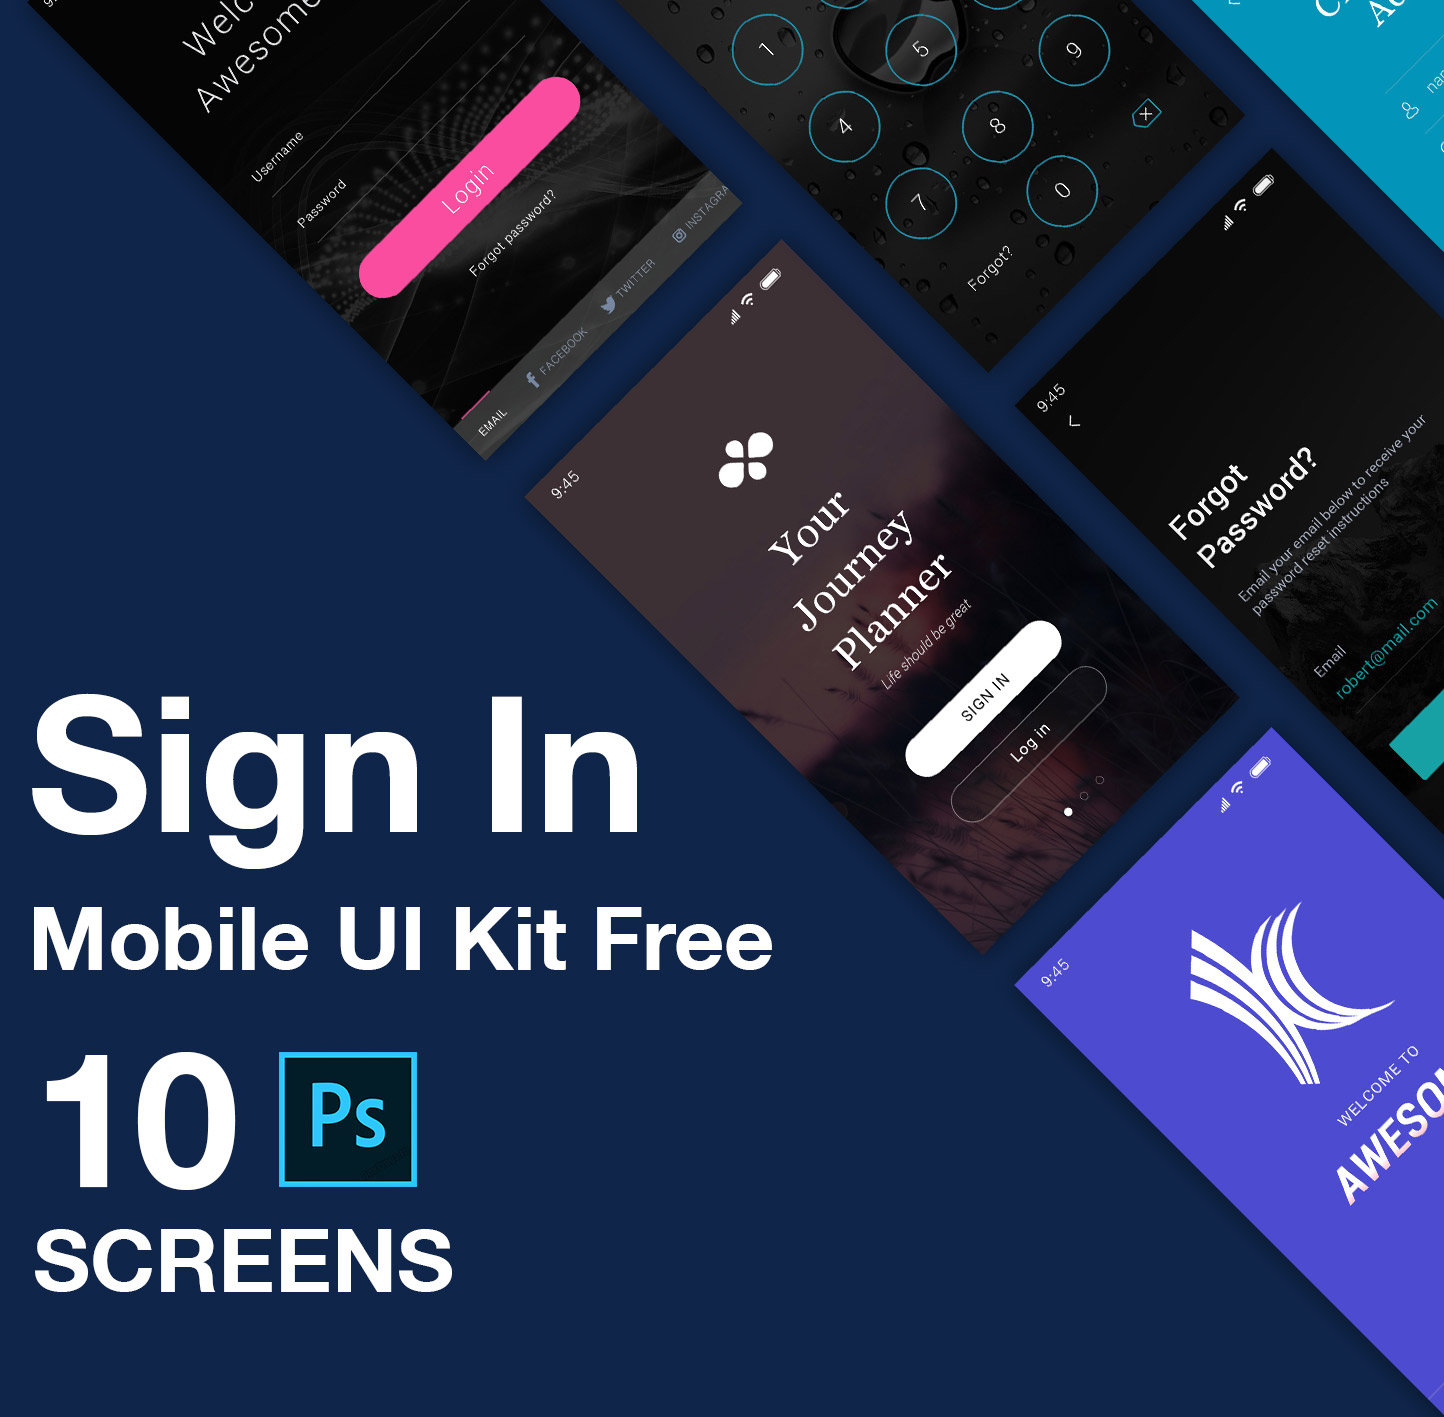 Awesome
Username
Password
Login
Forgot password?
EMAIL
FACEBOOK
TWITTER
1
5
9
4
8
7
0
Forgot?
9:45
Your
Journey
Planner
Life should be great
SIGN IN
Log in
9:45
Forgot
Password?
Email your email below to receive your
password reset instructions
Email
robert@mail.com
9:45
WELCOME TO
Sign In
Mobile UI Kit Free
10
Ps
SCREENS